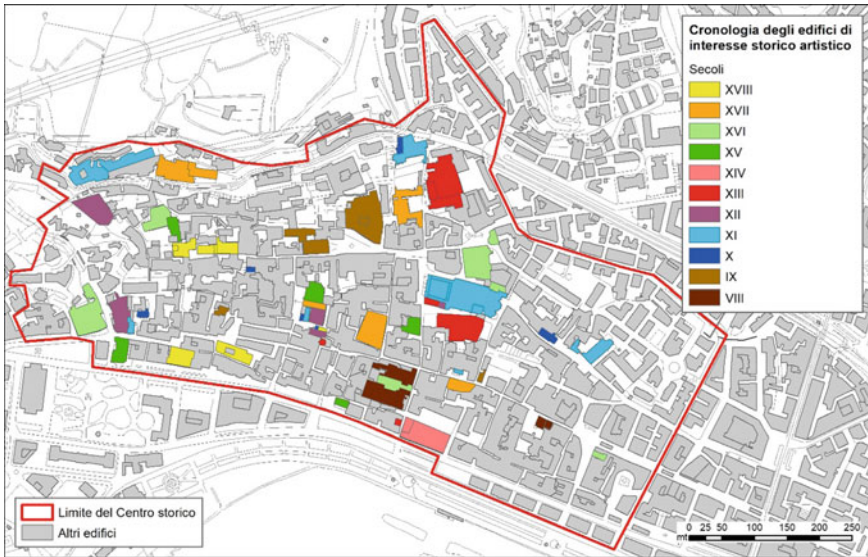 Cronologia degli edifici di
interesse storico artistico
Secoli
XVIII
XVII
XVI
XV
XIV
XIII
XII
XI
X
IX
VIII
Limite del Centro storico
Altri edifici
0 25 50 100 150 200 250
mt